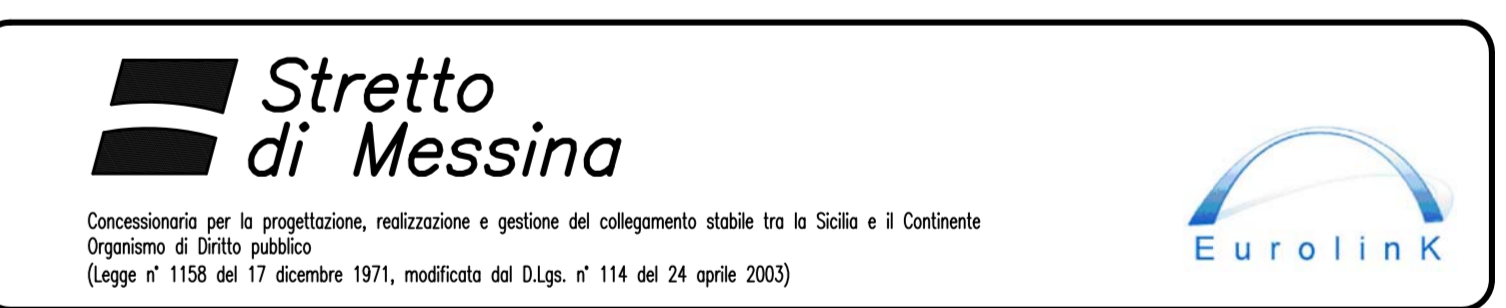 Stretto
di Messina
Concessionaria per la progettazione, realizzazione e gestione del collegamento stabile tra la Sicilia e il Continente
Organismo di Diritto pubblico
(Legge n° 1158 del 17 dicembre 1971, modificata dal D.Lgs. n° 114 del 24 aprile 2003)
EurolinK